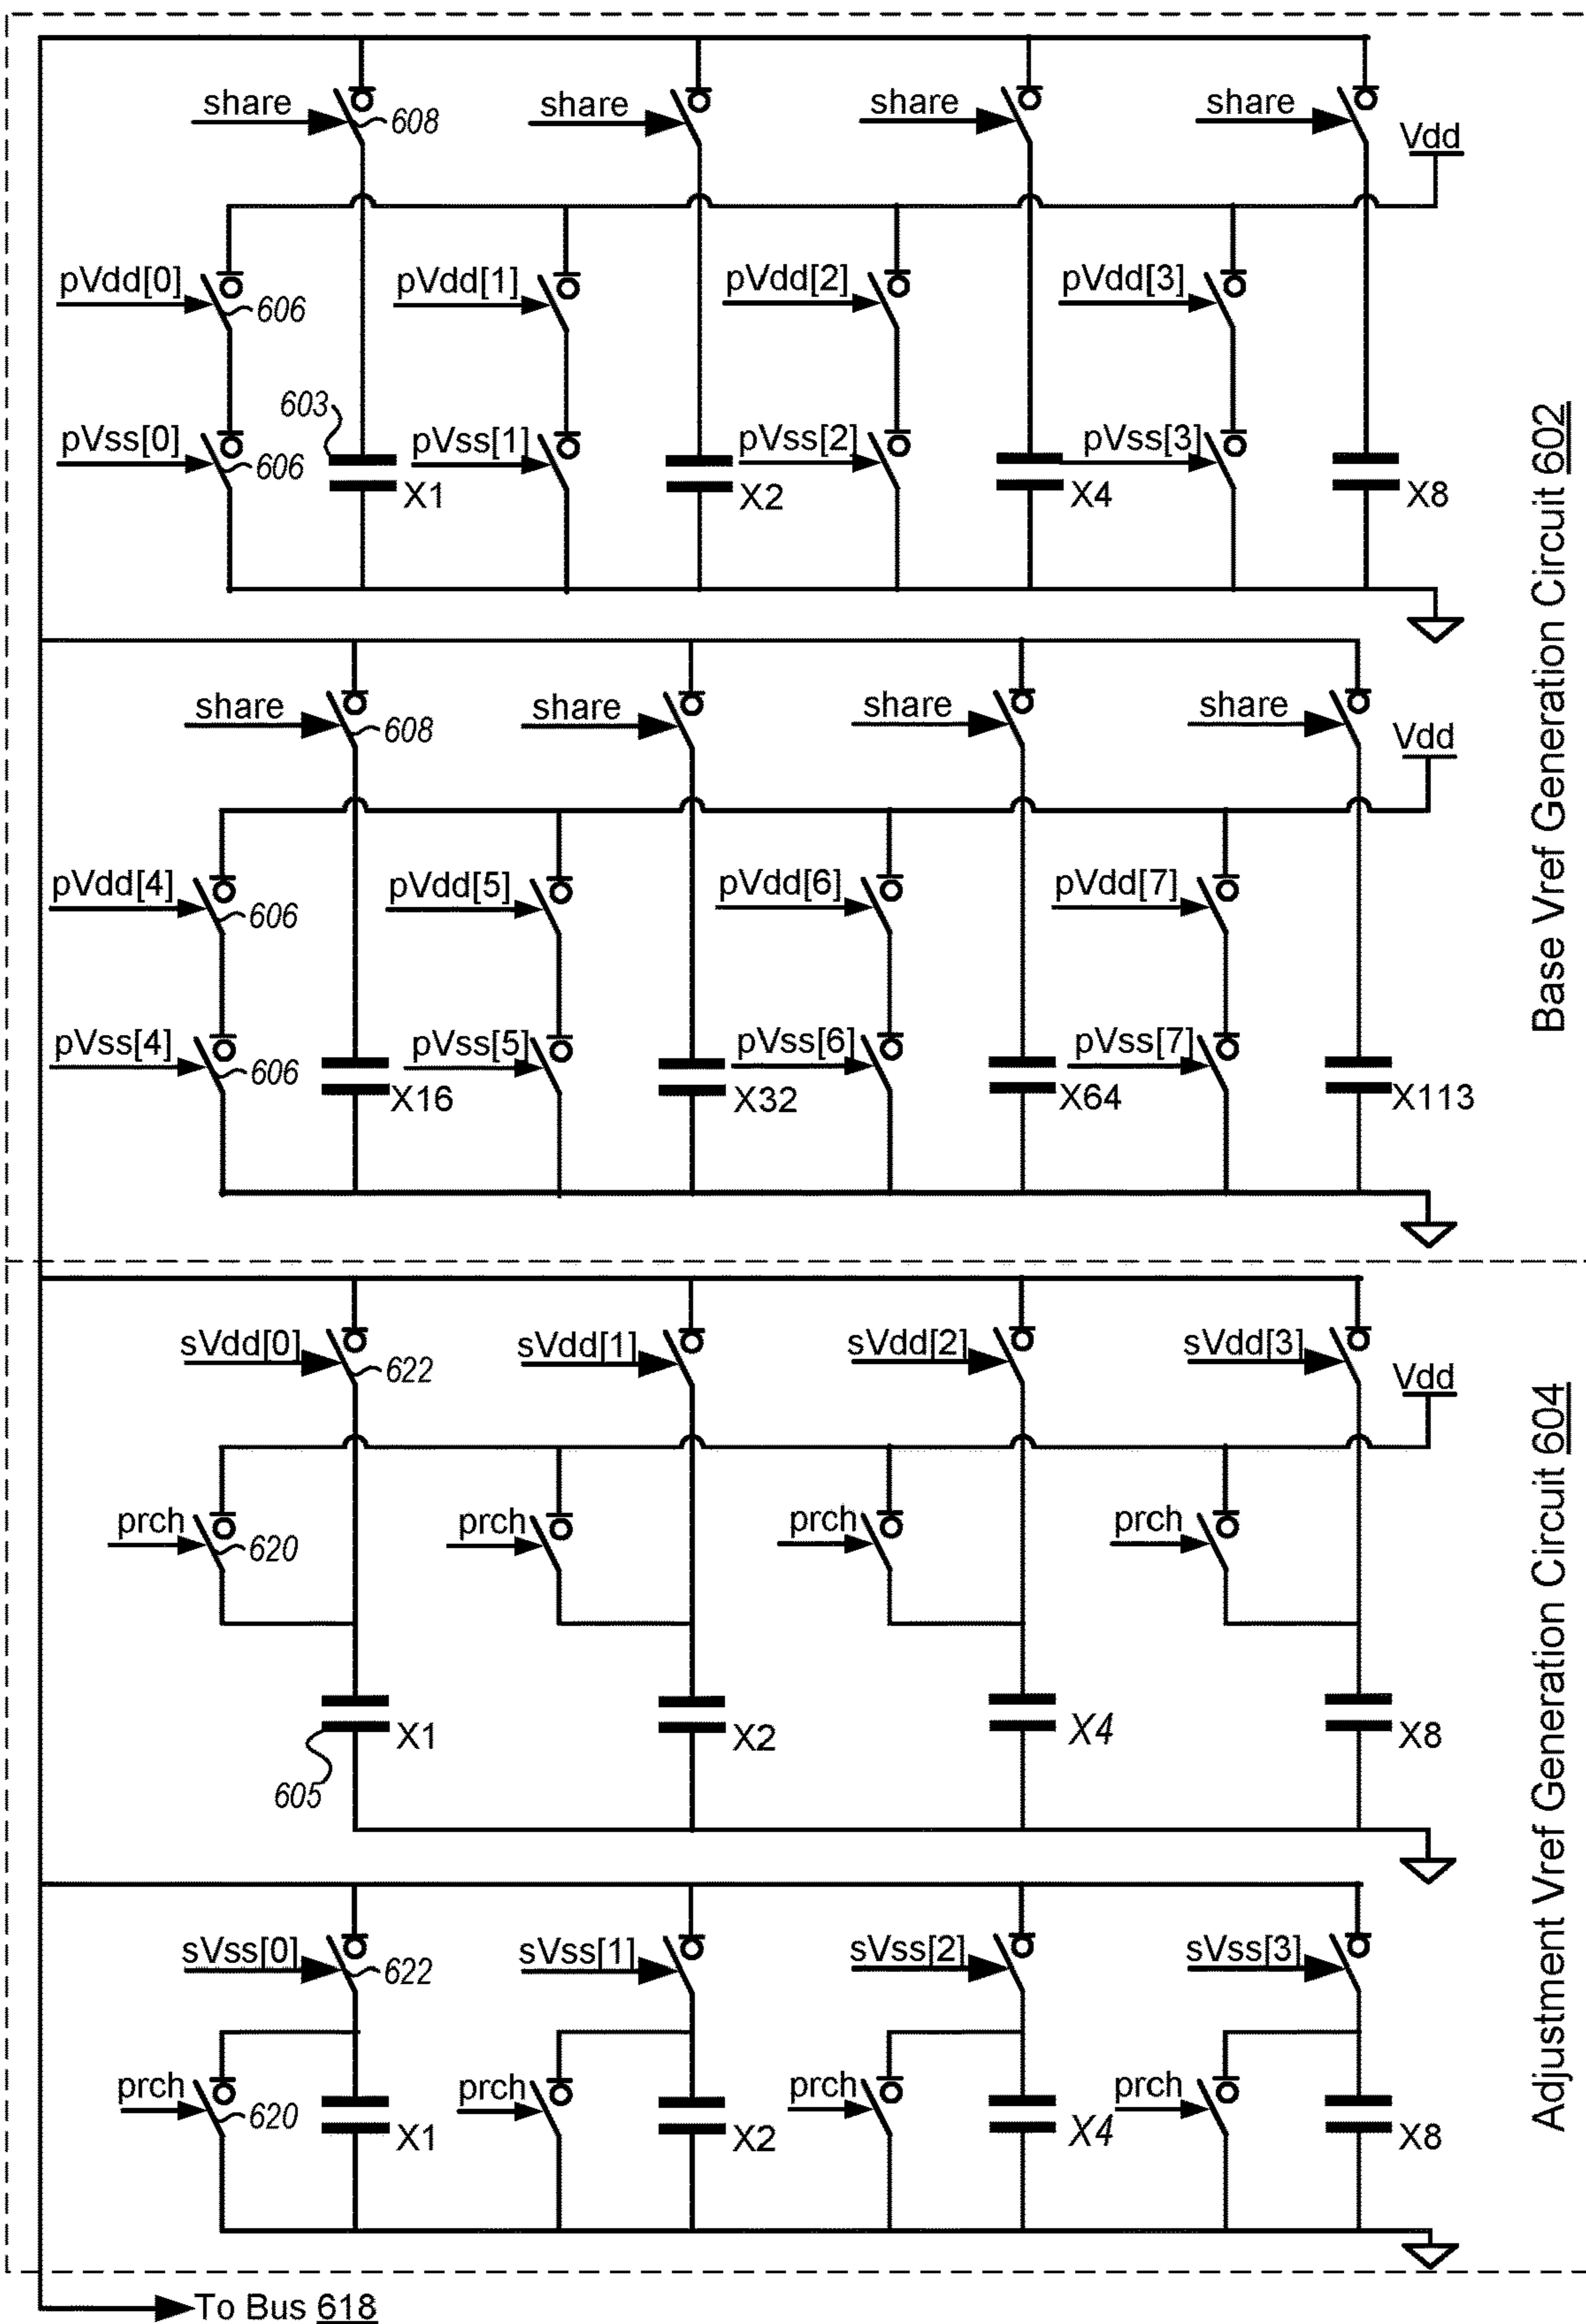 share 608 share share share
Vdd
pVdd[0] 606 pVdd[1] pVdd[2] pVdd[3]
603
pVss[0] 606 X1 pVss[1] X2 pVss[2] X4 pVss[3] X8
Base Vref Generation Circuit 602
share 608 share share share
Vdd
pVdd[4] 606 pVdd[5] pVdd[6] pVdd[7]
pVss[4] 606 X16 pVss[5] X32 pVss[6] X64 pVss[7] X113
sVdd[0] 622 sVdd[1] sVdd[2] sVdd[3]
Vdd
prch 620 prch prch prch
X1 X2 X4 X8
605
Adjustment Vref Generation Circuit 604
sVss[0] 622 sVss[1] sVss[2] sVss[3]
prch 620 X1 prch X2 prch X4 prch X8
To Bus 618